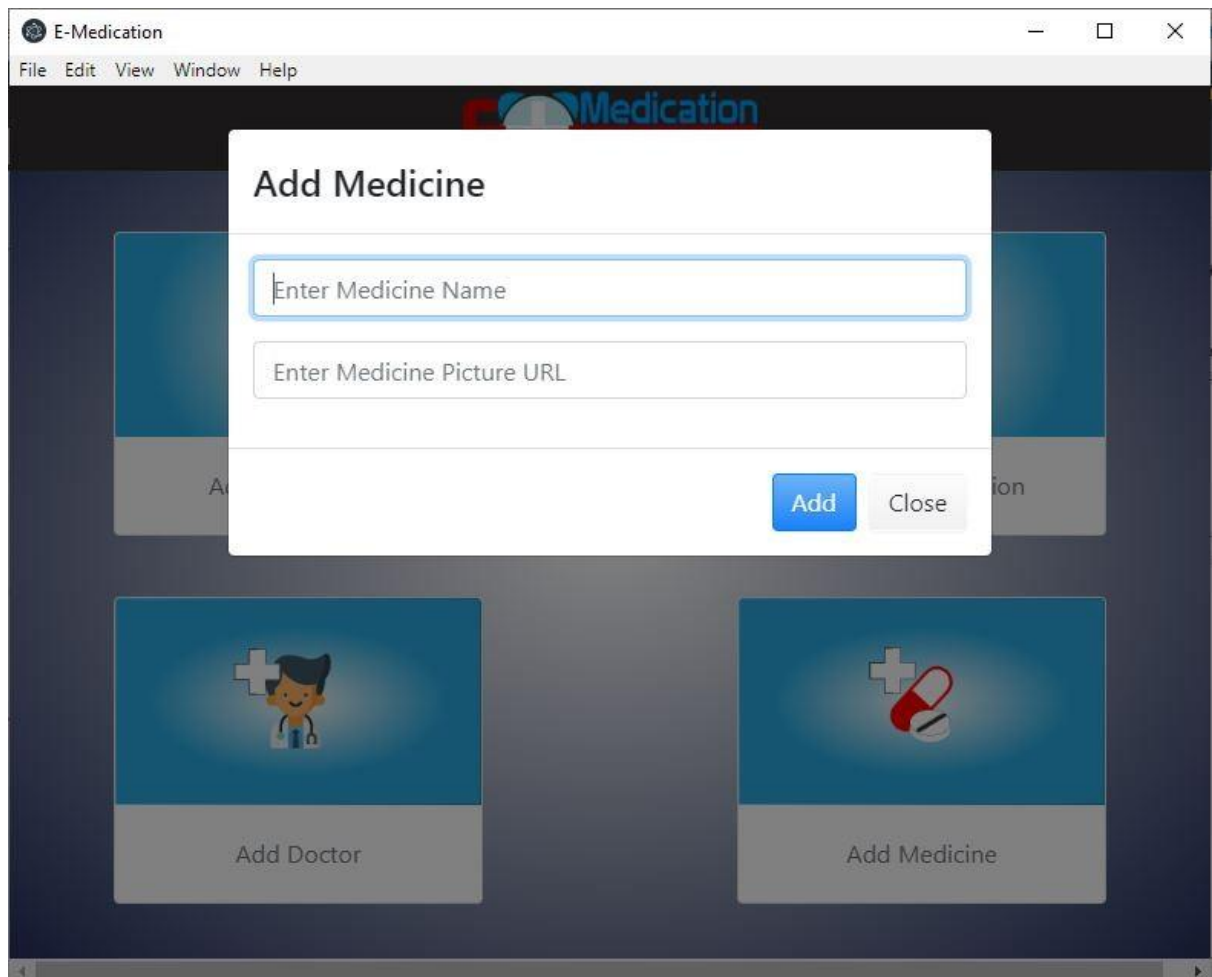 E-Medication
File Edit View Window Help
Medication
Add Medicine
Enter Medicine Name
Enter Medicine Picture URL
Add Close
Add Doctor
Add Medicine